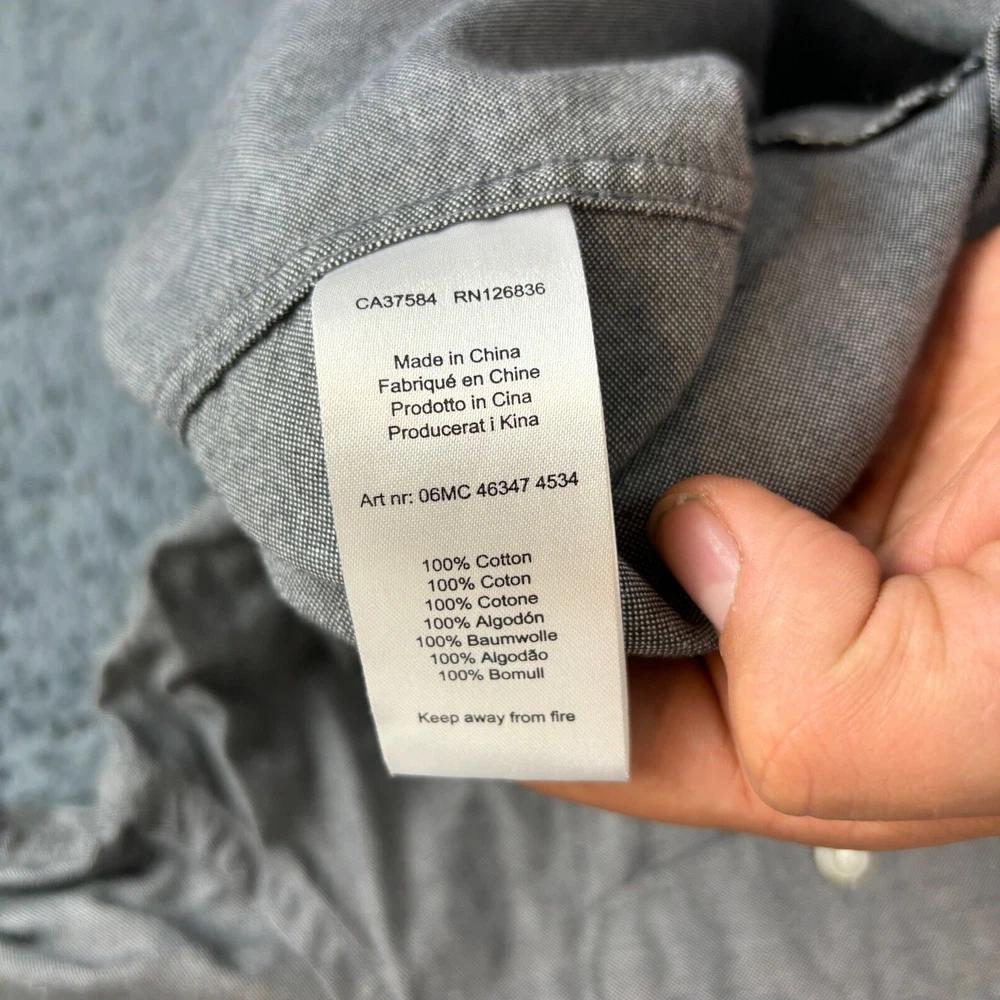 CA37584 RN126836
Made in China
Fabriqué en Chine
Prodotto in Cina
Producerat i Kina
Art nr: 06MC 46347 4534
100% Cotton
100% Coton
100% Cotone
100% Algodón
100% Baumwolle
100% Algodão
100% Bomull
Keep away from fire